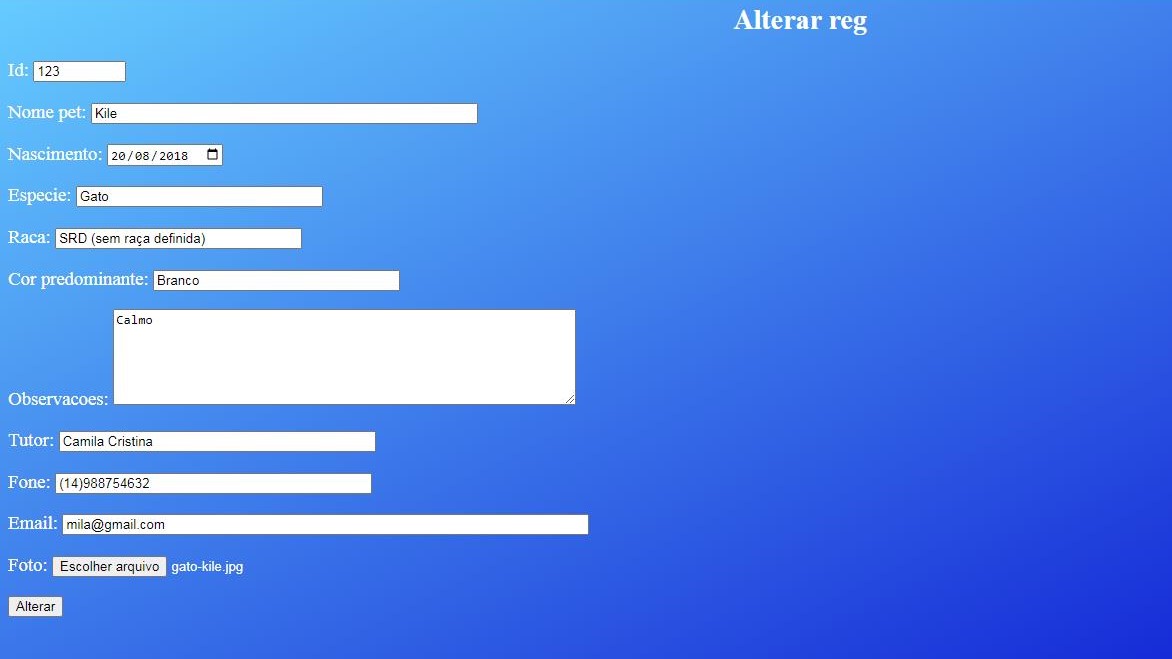 Alterar reg
Id: 123
Nome pet: Kile
Nascimento: 20/08/2018
Especie: Gato
Raca: SRD (sem raça definida)
Cor predominante: Branco
Calmo
Observacoes:
Tutor: Camila Cristina
Fone: (14)988754632
Email: mila@gmail.com
Foto: Escolher arquivo gato-kile.jpg
Alterar